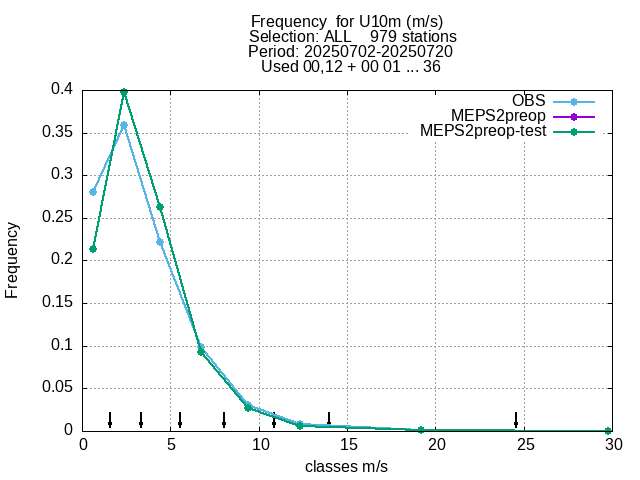 Frequency  for U10m (m/s)
Selection: ALL    979 stations
Period: 20250702-20250720
Used 00,12 + 00 01 ... 36
OBS
MEPS2preop
MEPS2preop-test
0.4
0.35
0.3
0.25
0.2
0.15
0.1
0.05
0
Frequency
0 5 10 15 20 25 30
classes m/s